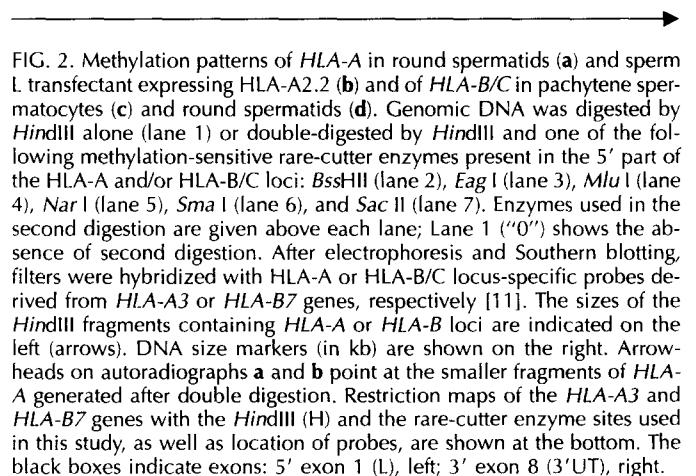 FIG. 2. Methylation patterns of HLA-A in round spermatids (a) and sperm
L transfectant expressing HLA-A2.2 (b) and of HLA-B/C in pachytene sper-
matocytes (c) and round spermatids (d). Genomic DNA was digested by
HindIII alone (lane 1) or double-digested by HindIII and one of the fol-
lowing methylation-sensitive rare-cutter enzymes present in the 5' part of
the HLA-A and/or HLA-B/C loci: BssHII (lane 2), Eag I (lane 3), Mlu I (lane
4), Nar I (lane 5), Sma I (lane 6), and Sac II (lane 7). Enzymes used in the
second digestion are given above each lane; Lane 1 ("0") shows the ab-
sence of second digestion. After electrophoresis and Southern blotting,
filters were hybridized with HLA-A or HLA-B/C locus-specific probes de-
rived from HLA-A3 or HLA-B7 genes, respectively [11]. The sizes of the
HindIII fragments containing HLA-A or HLA-B loci are indicated on the
left (arrows). DNA size markers (in kb) are shown on the right. Arrow-
heads on autoradiographs a and b point at the smaller fragments of HLA-
A generated after double digestion. Restriction maps of the HLA-A3 and
HLA-B7 genes with the HindIII (H) and the rare-cutter enzyme sites used
in this study, as well as location of probes, are shown at the bottom. The
black boxes indicate exons: 5' exon 1 (L), left; 3' exon 8 (3'UT), right.